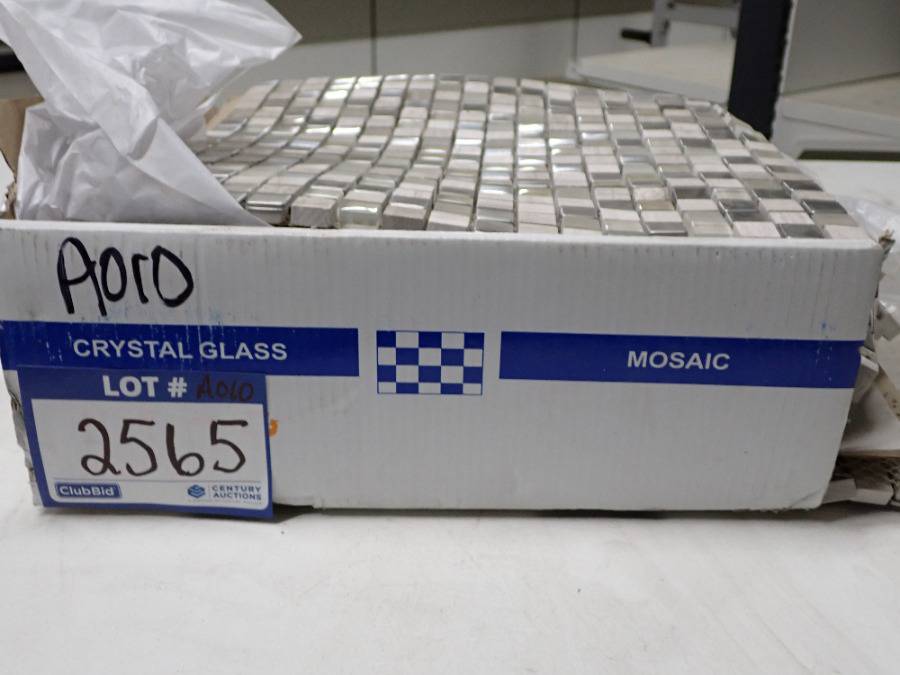 A010
CRYSTAL GLASS
MOSAIC
LOT # A010
2565
ClubBid
CENTURY
AUCTIONS